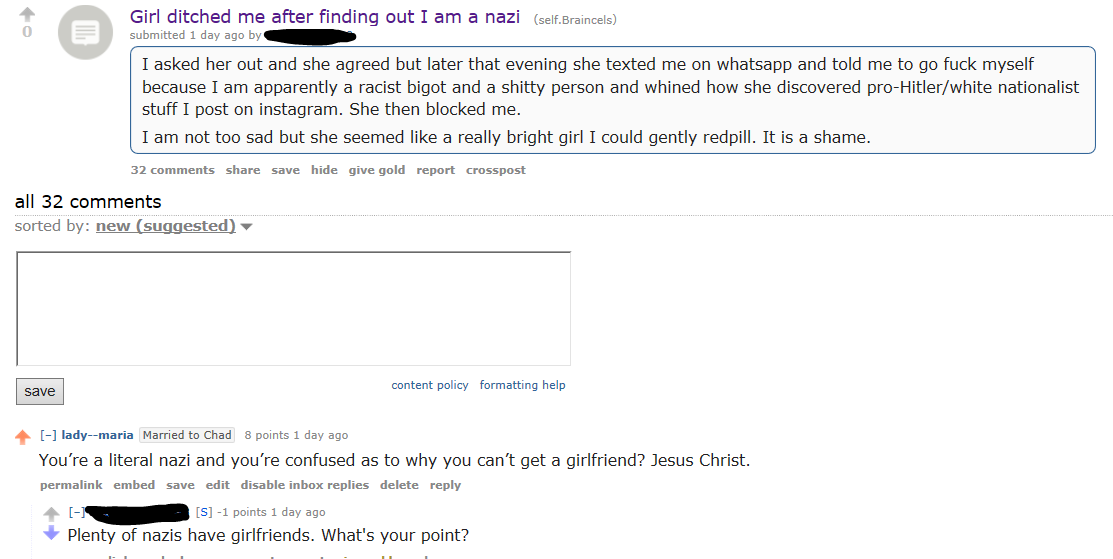 Girl ditched me after finding out I am a nazi (self.Braincels)
0
submitted 1 day ago by
I asked her out and she agreed but later that evening she texted me on whatsapp and told me to go fuck myself
because I am apparently a racist bigot and a shitty person and whined how she discovered pro-Hitler/white nationalist
stuff I post on instagram. She then blocked me.
I am not too sad but she seemed like a really bright girl I could gently redpill. It is a shame.
32 comments share save hide give gold report crosspost
all 32 comments
sorted by: new (suggested)
content policy formatting help
save
[–] lady--maria Married to Chad 8 points 1 day ago
You’re a literal nazi and you’re confused as to why you can’t get a girlfriend? Jesus Christ.
permalink embed save edit disable inbox replies delete reply
[–] [S] -1 points 1 day ago
Plenty of nazis have girlfriends. What's your point?